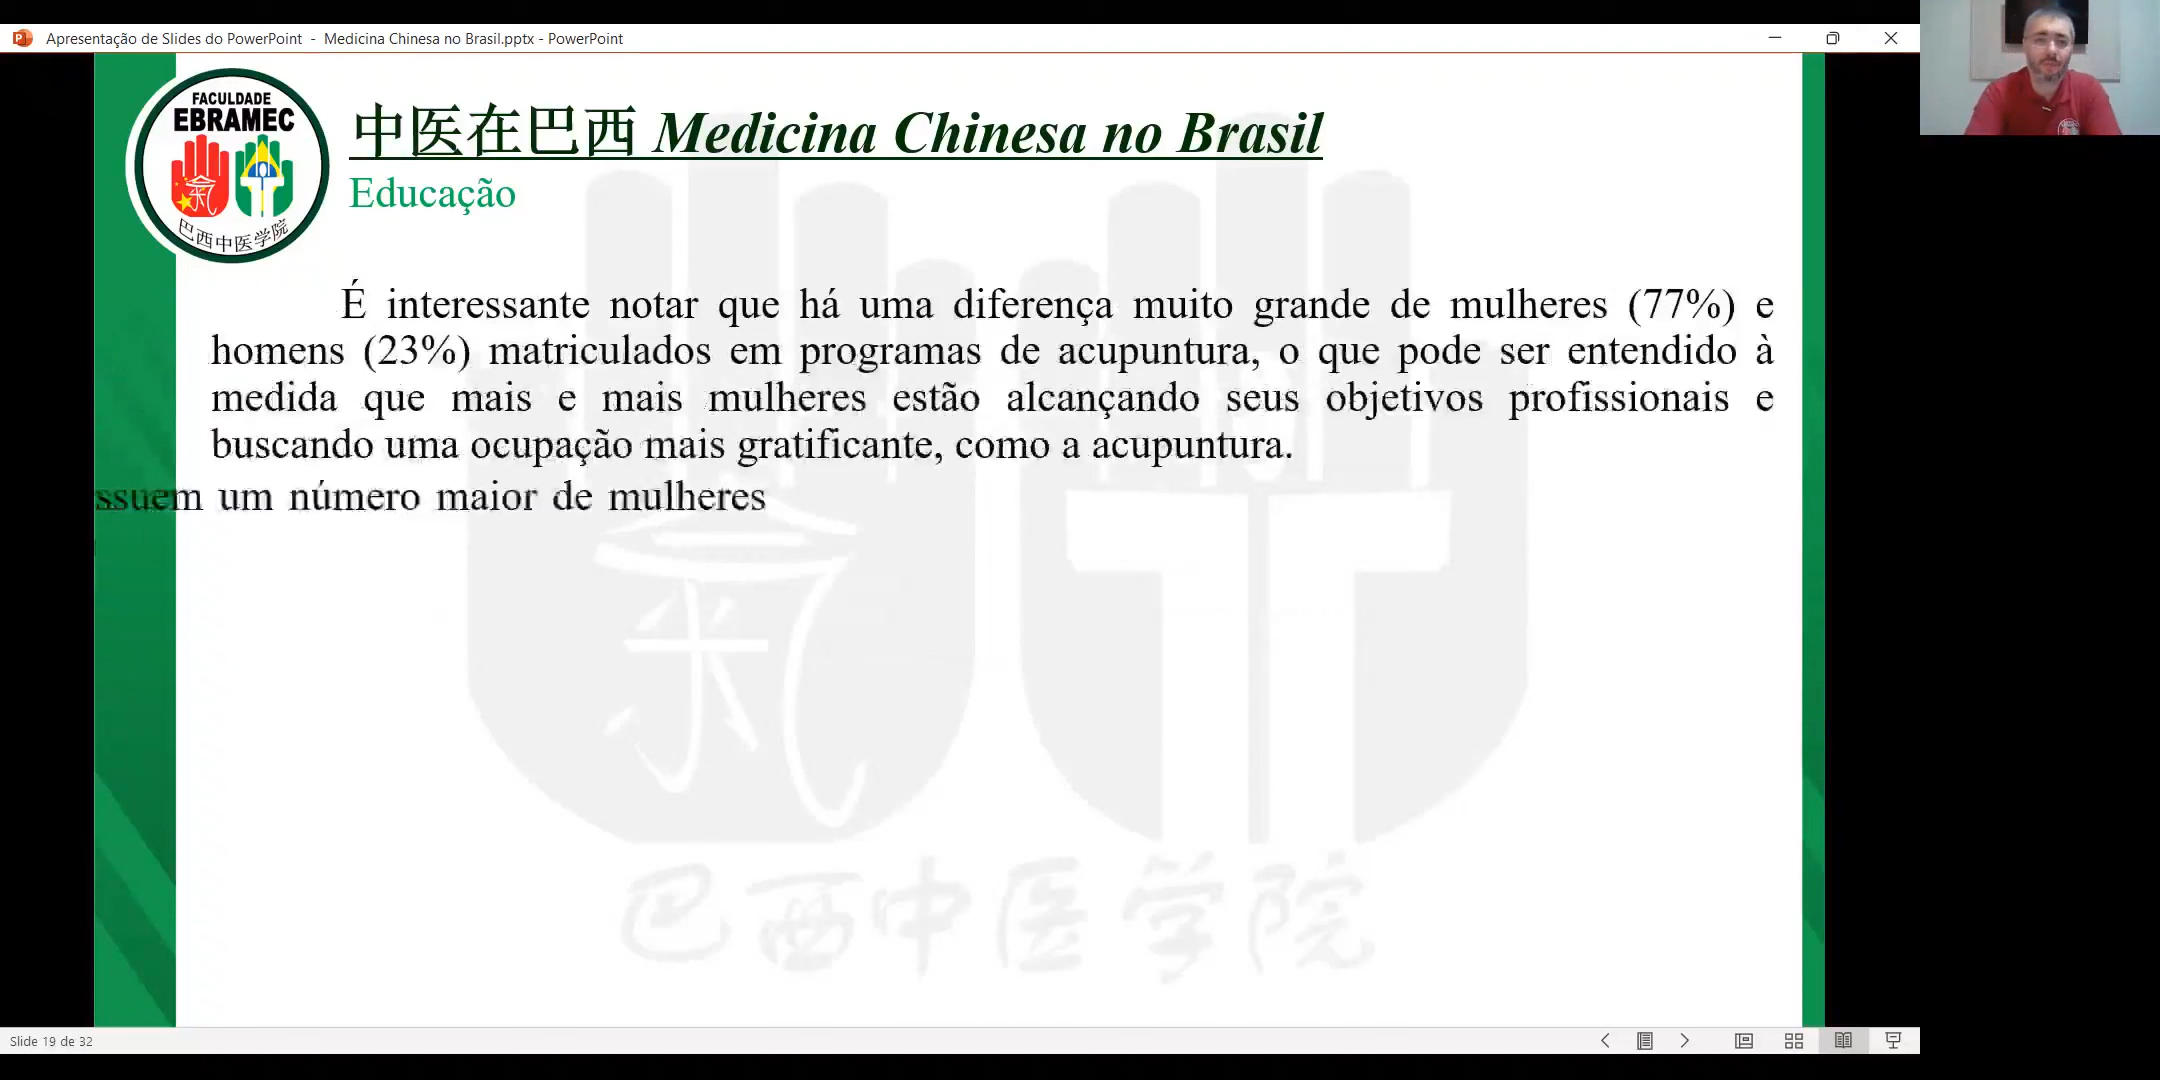 Apresentação de Slides do PowerPoint - Medicina Chinesa no Brasil.pptx - PowerPoint
FACULDADE
EBRAMEC
巴西中医学院
中医在巴西 Medicina Chinesa no Brasil
Educação
É interessante notar que há uma diferença muito grande de mulheres (77%) e
homens (23%) matriculados em programas de acupuntura, o que pode ser entendido à
medida que mais e mais mulheres estão alcançando seus objetivos profissionais e
buscando uma ocupação mais gratificante, como a acupuntura.
ssuem um número maior de mulheres
氣
巴西中医学院
Slide 19 de 32